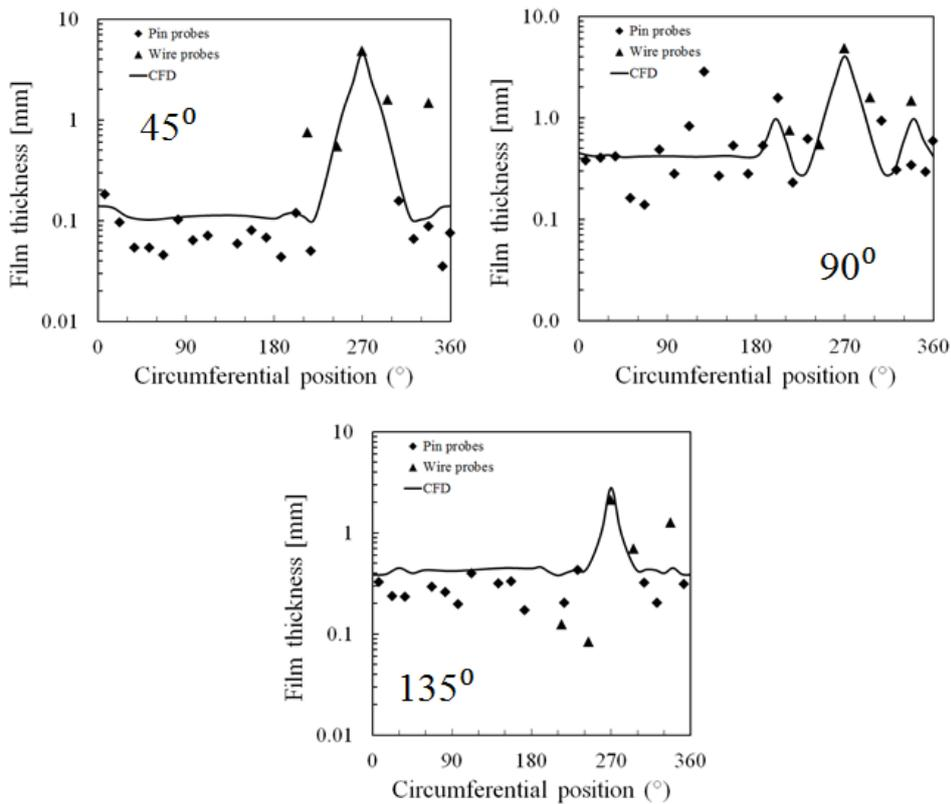 10
1
0.1
0.01
Film thickness [mm]
Pin probes
Wire probes
CFD
45⁰
0 90 180 270 360
Circumferential position (°)
10.0
1.0
0.1
0.0
Film thickness [mm]
Pin probes
Wire probes
CFD
90⁰
0 90 180 270 360
Circumferential position (°)
10
1
0.1
0.01
Film thickness [mm]
Pin probes
Wire probes
CFD
135⁰
0 90 180 270 360
Circumferential position (°)